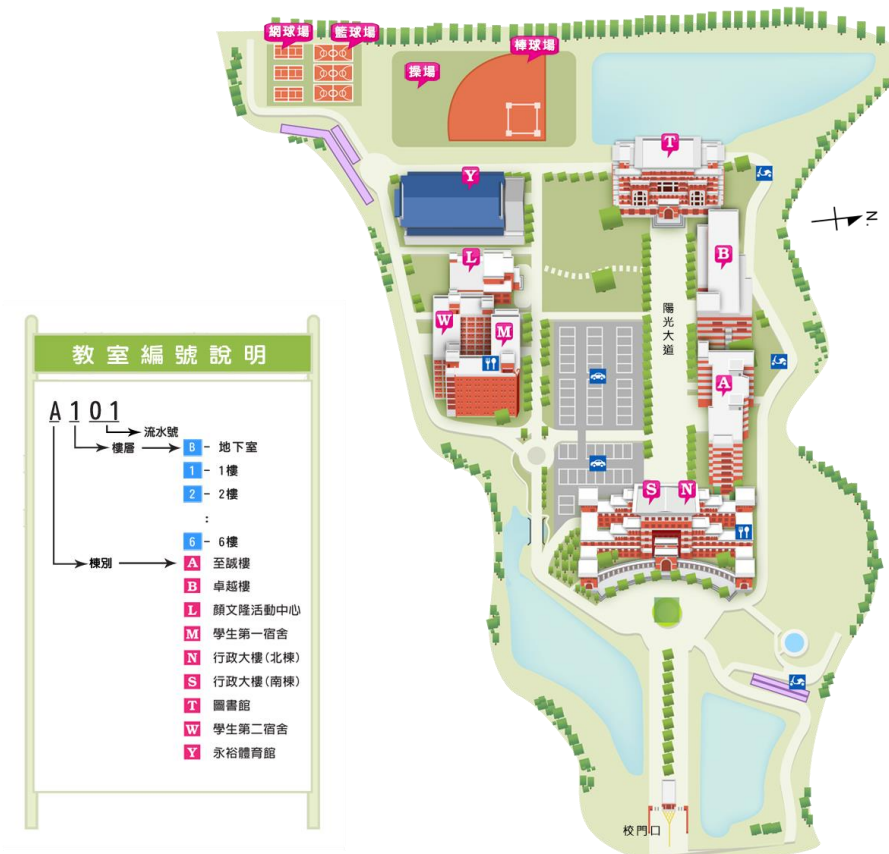 網球場
籃球場
棒球場
操場
T
Y
N.
B
L
W
M
陽光大道
A
S
N
校門口
教室編號說明
A101
流水號
樓層
B - 地下室
1 - 1樓
2 - 2樓
:
6 - 6樓
棟別
A 至誠樓
B 卓越樓
L 顏文隆活動中心
M 學生第一宿舍
N 行政大樓(北棟)
S 行政大樓(南棟)
T 圖書館
W 學生第二宿舍
Y 永裕體育館